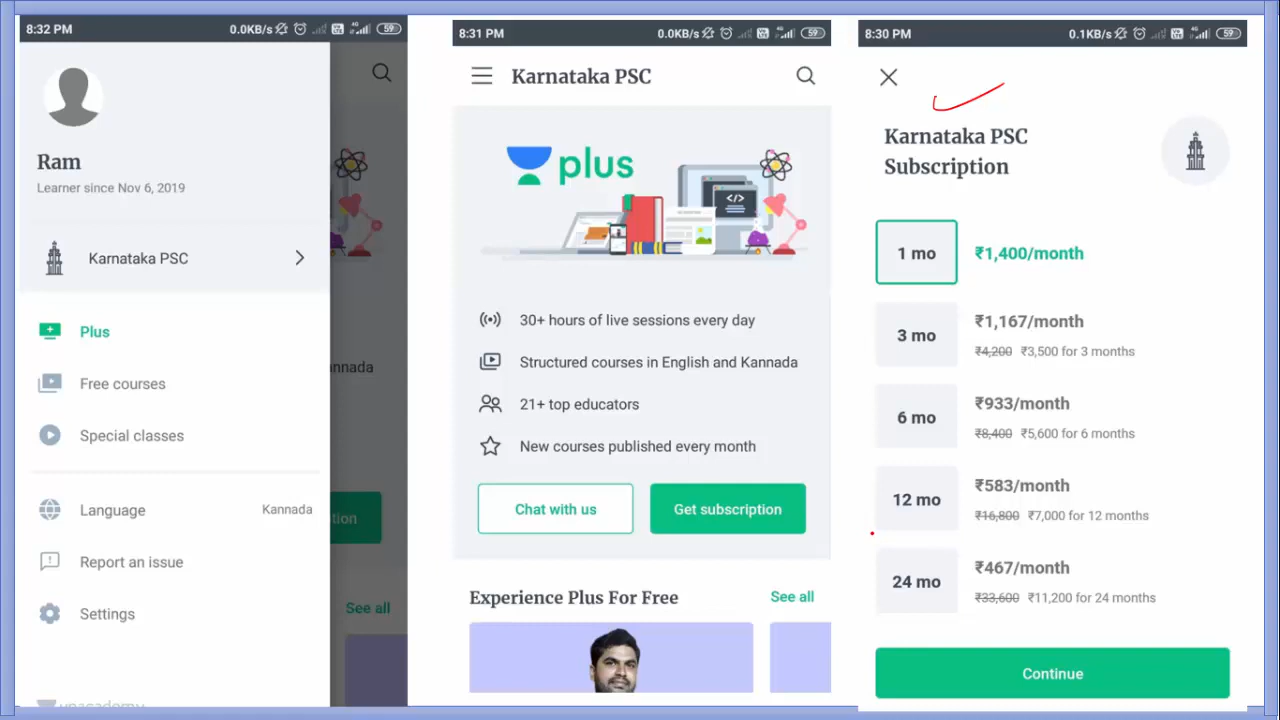 8:32 PM
0.0KB/s
59
Ram
Learner since Nov 6, 2019
Karnataka PSC
Plus
Free courses
Special classes
Language
Kannada
Report an issue
Settings
See all
8:31 PM
0.0KB/s
4G
59
Karnataka PSC
plus
</>
30+ hours of live sessions every day
Structured courses in English and Kannada
21+ top educators
New courses published every month
Chat with us
Get subscription
Experience Plus For Free
See all
8:30 PM
0.1KB/s
4G
59
Karnataka PSC
Subscription
1 mo
₹1,400/month
3 mo
₹1,167/month
₹4,200 ₹3,500 for 3 months
6 mo
₹933/month
₹8,400 ₹5,600 for 6 months
12 mo
₹583/month
₹16,800 ₹7,000 for 12 months
24 mo
₹467/month
₹33,600 ₹11,200 for 24 months
Continue